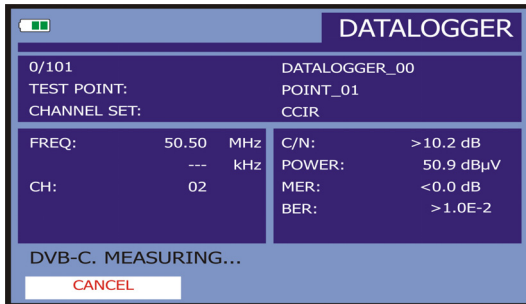 DATALOGGER
0/101 DATALOGGER_00
TEST POINT: POINT_01
CHANNEL SET: CCIR
FREQ: 50.50 MHz
--- kHz
CH: 02
C/N: >10.2 dB
POWER: 50.9 dBµV
MER: <0.0 dB
BER: >1.0E-2
DVB-C. MEASURING...
CANCEL